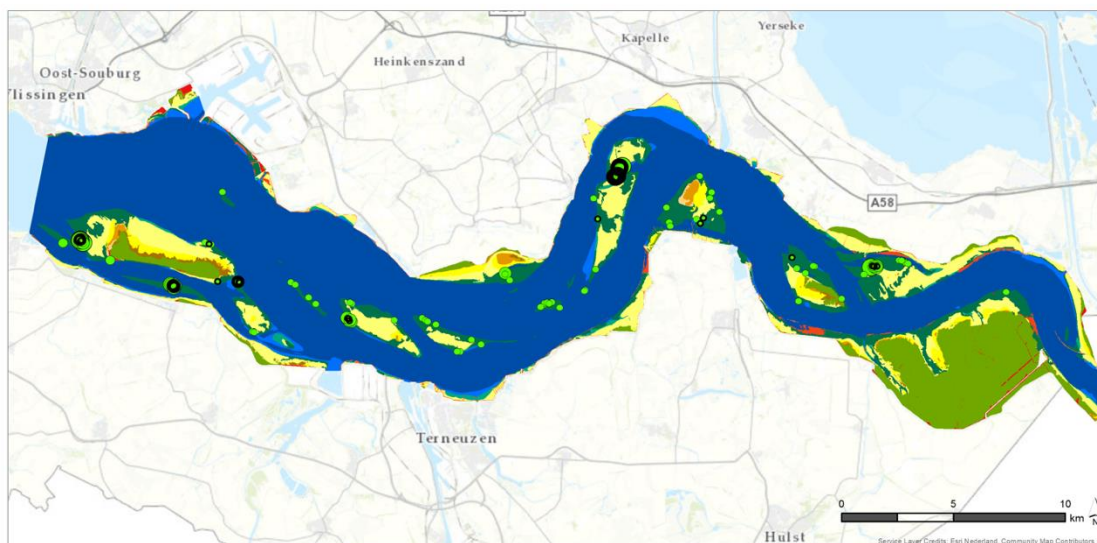 Yerseke
Kapelle
Heinkenszand
Oost-Souburg
Vlissingen
A58
Terneuzen
0 5 10
km
N
Hulst
Service Layer Credits: Esri Nederland, Community Map Contributors